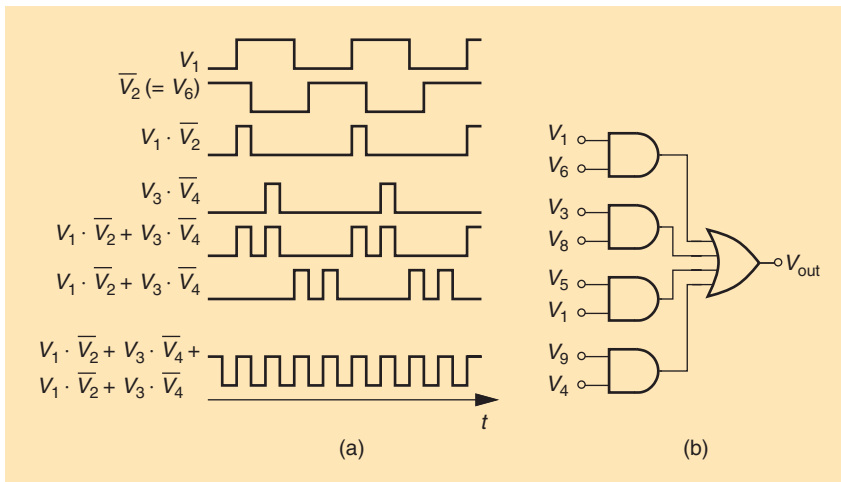 V₁
V̅₂ (= V₆)
V₁ · V̅₂
V₃ · V̅₄
V₁ · V̅₂ + V₃ · V̅₄
V₁ · V̅₂ + V₃ · V̅₄
V₁ · V̅₂ + V₃ · V̅₄ +
V₁ · V̅₂ + V₃ · V̅₄
t
(a)
V₁
V₆
V₃
V₈
V₅
V₁
V₉
V₄
Vout
(b)